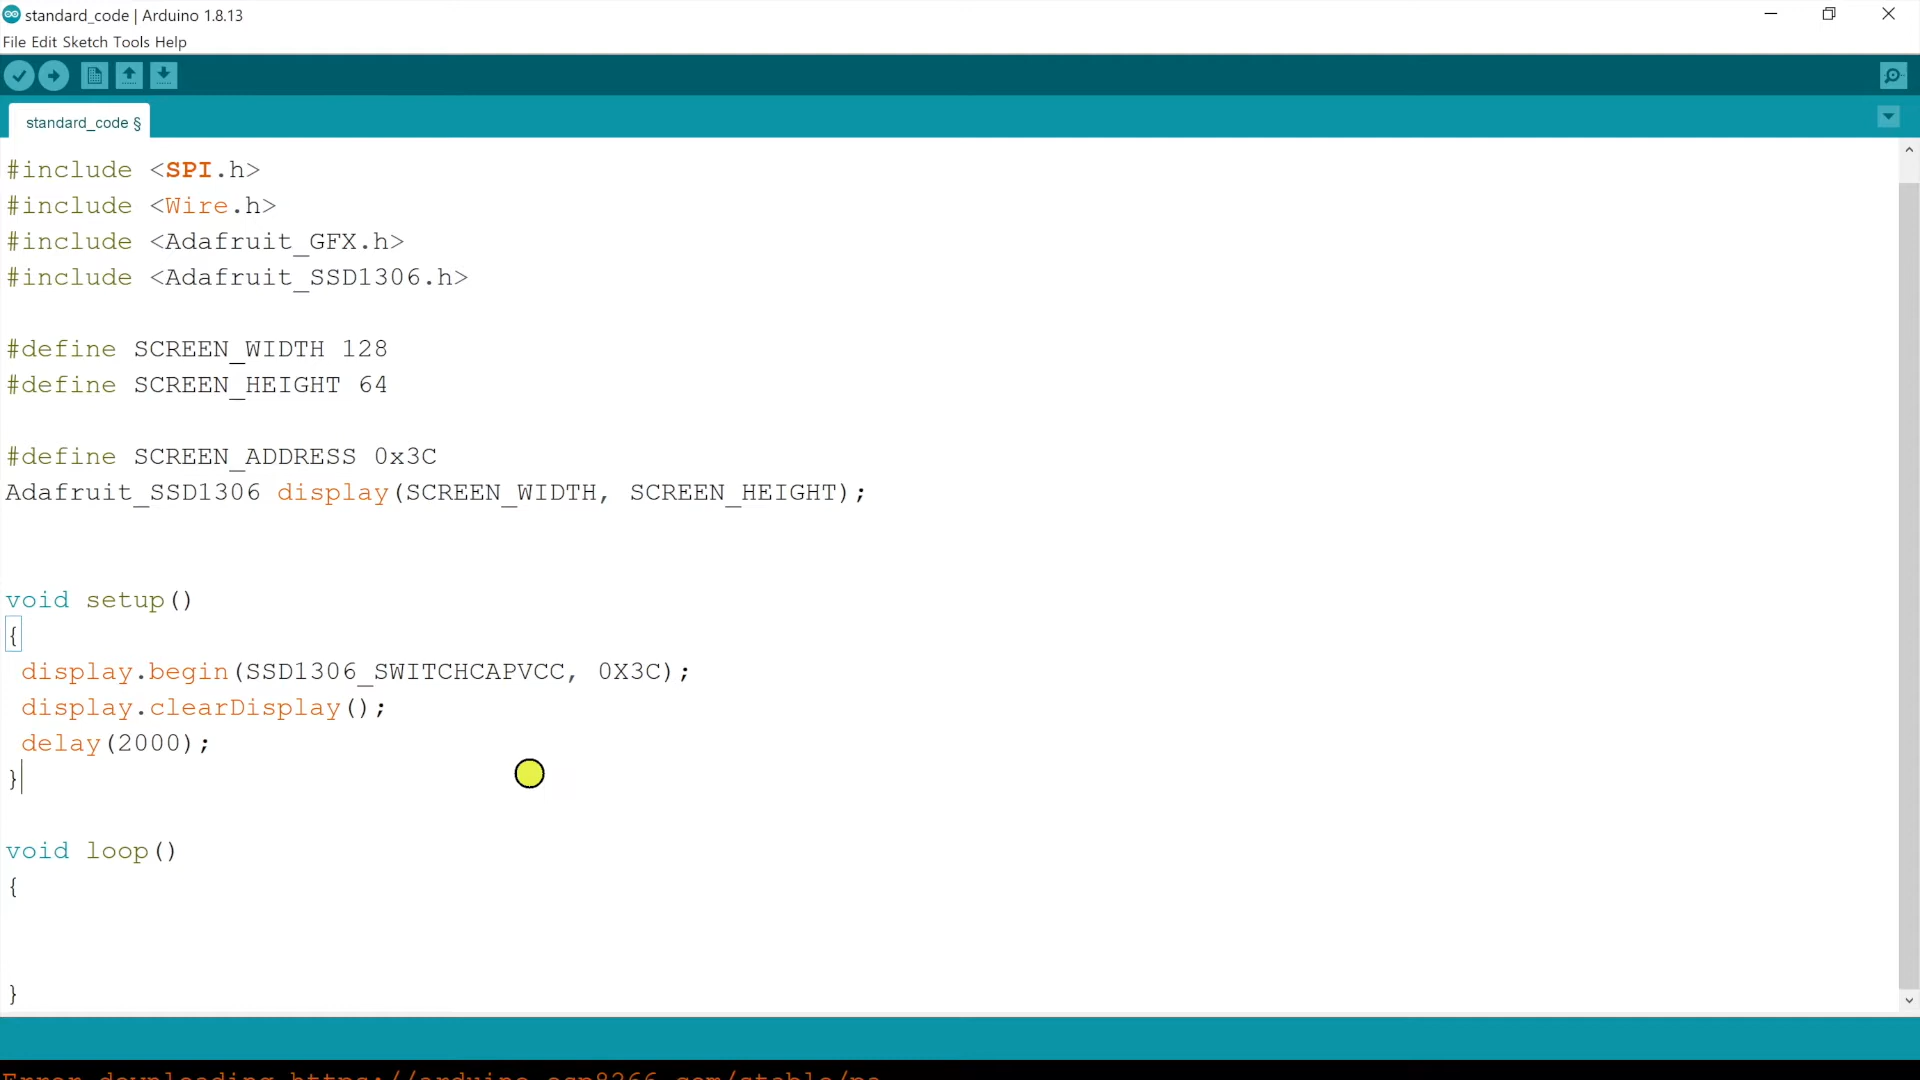 standard_code | Arduino 1.8.13
File Edit Sketch Tools Help
standard_code §
#include <SPI.h>
#include <Wire.h>
#include <Adafruit_GFX.h>
#include <Adafruit_SSD1306.h>
#define SCREEN_WIDTH 128
#define SCREEN_HEIGHT 64
#define SCREEN_ADDRESS 0x3C
Adafruit_SSD1306 display(SCREEN_WIDTH, SCREEN_HEIGHT);
void setup()
{
display.begin(SSD1306_SWITCHCAPVCC, 0X3C);
display.clearDisplay();
delay(2000);
}
void loop()
{
}
Error downloading https://arduino.esp8266.com/stable/pa